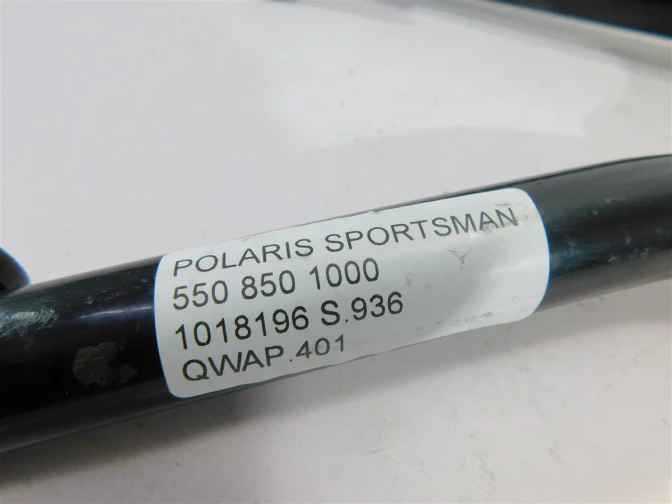 POLARIS SPORTSMAN
550 850 1000
1018196 S.936
QWAP.401